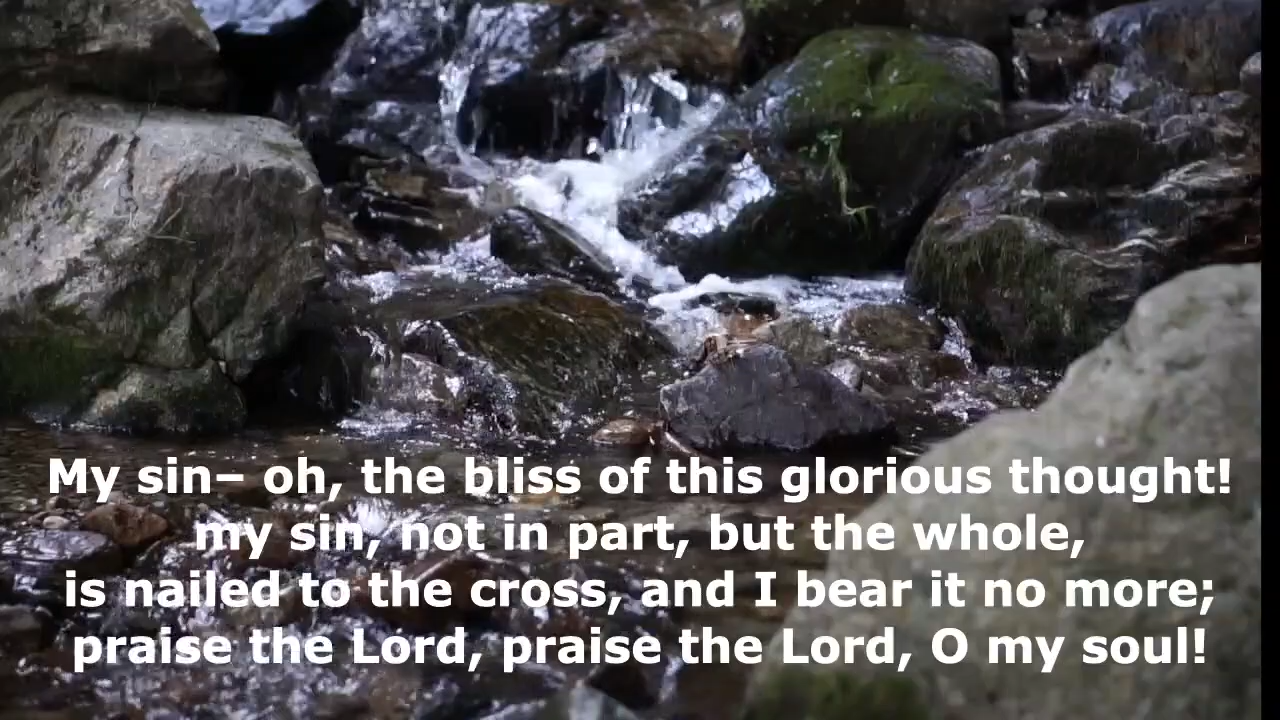 My sin– oh, the bliss of this glorious thought!
my sin, not in part, but the whole,
is nailed to the cross, and I bear it no more;
praise the Lord, praise the Lord, O my soul!